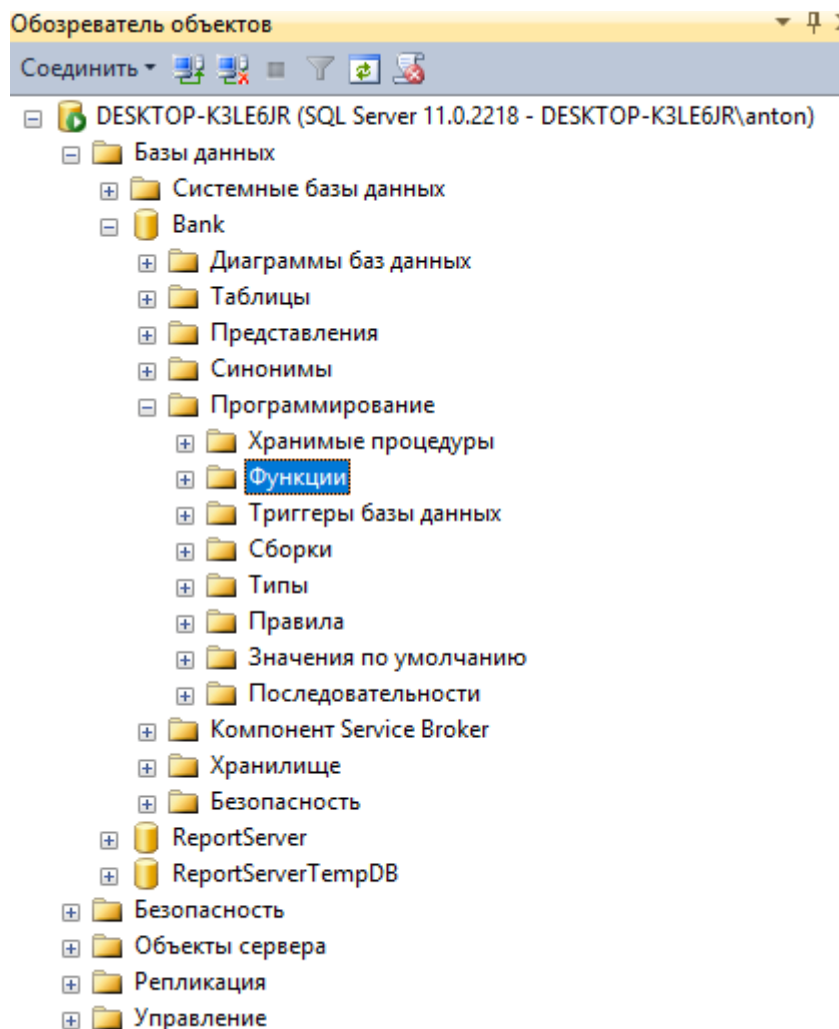 Обозреватель объектов
Соединить
DESKTOP-K3LE6JR (SQL Server 11.0.2218 - DESKTOP-K3LE6JR\anton)
Базы данных
Системные базы данных
Bank
Диаграммы баз данных
Таблицы
Представления
Синонимы
Программирование
Хранимые процедуры
Функции
Триггеры базы данных
Сборки
Типы
Правила
Значения по умолчанию
Последовательности
Компонент Service Broker
Хранилище
Безопасность
ReportServer
ReportServerTempDB
Безопасность
Объекты сервера
Репликация
Управление